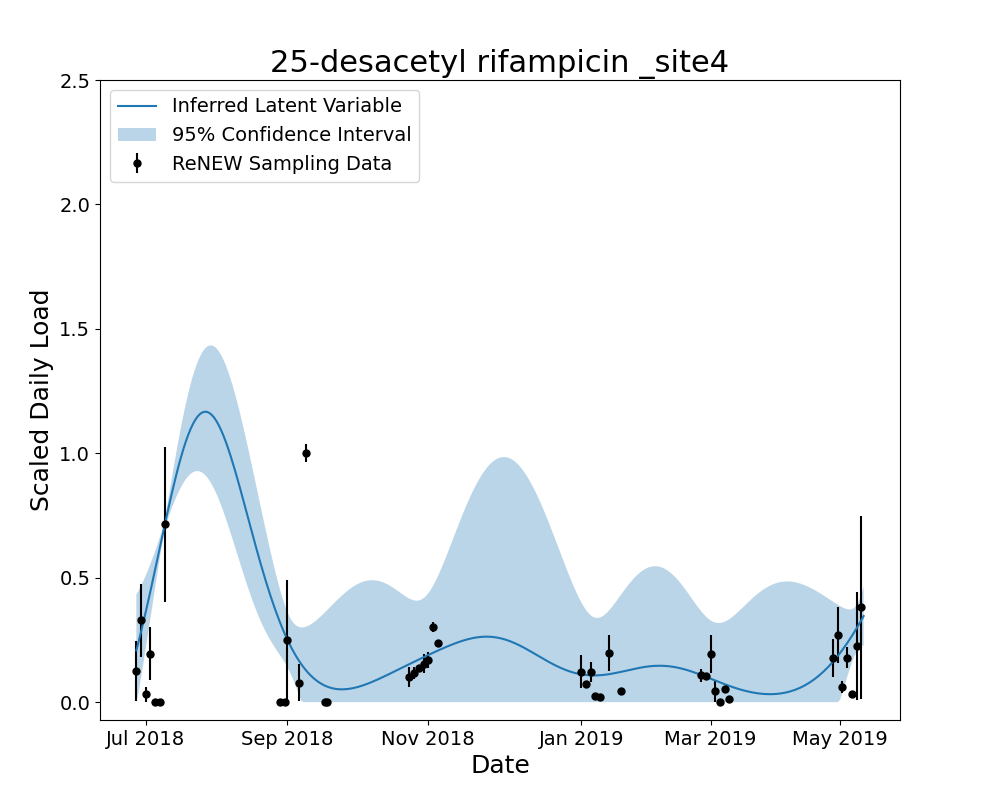 25-desacetyl rifampicin _site4
Inferred Latent Variable
95% Confidence Interval
ReNEW Sampling Data
Scaled Daily Load
2.5
2.0
1.5
1.0
0.5
0.0
Jul 2018 Sep 2018 Nov 2018 Jan 2019 Mar 2019 May 2019
Date